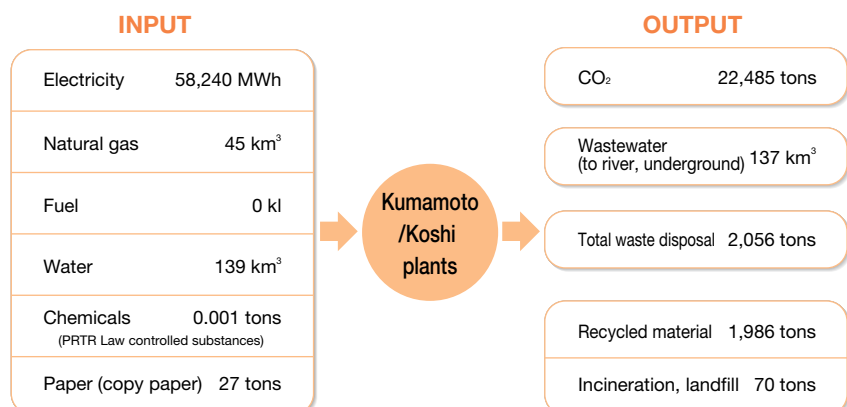 INPUT
Electricity 58,240 MWh
Natural gas 45 km³
Fuel 0 kl
Water 139 km³
Chemicals 0.001 tons
(PRTR Law controlled substances)
Paper (copy paper) 27 tons
Kumamoto
/Koshi
plants
OUTPUT
CO₂ 22,485 tons
Wastewater
(to river, underground) 137 km³
Total waste disposal 2,056 tons
Recycled material 1,986 tons
Incineration, landfill 70 tons